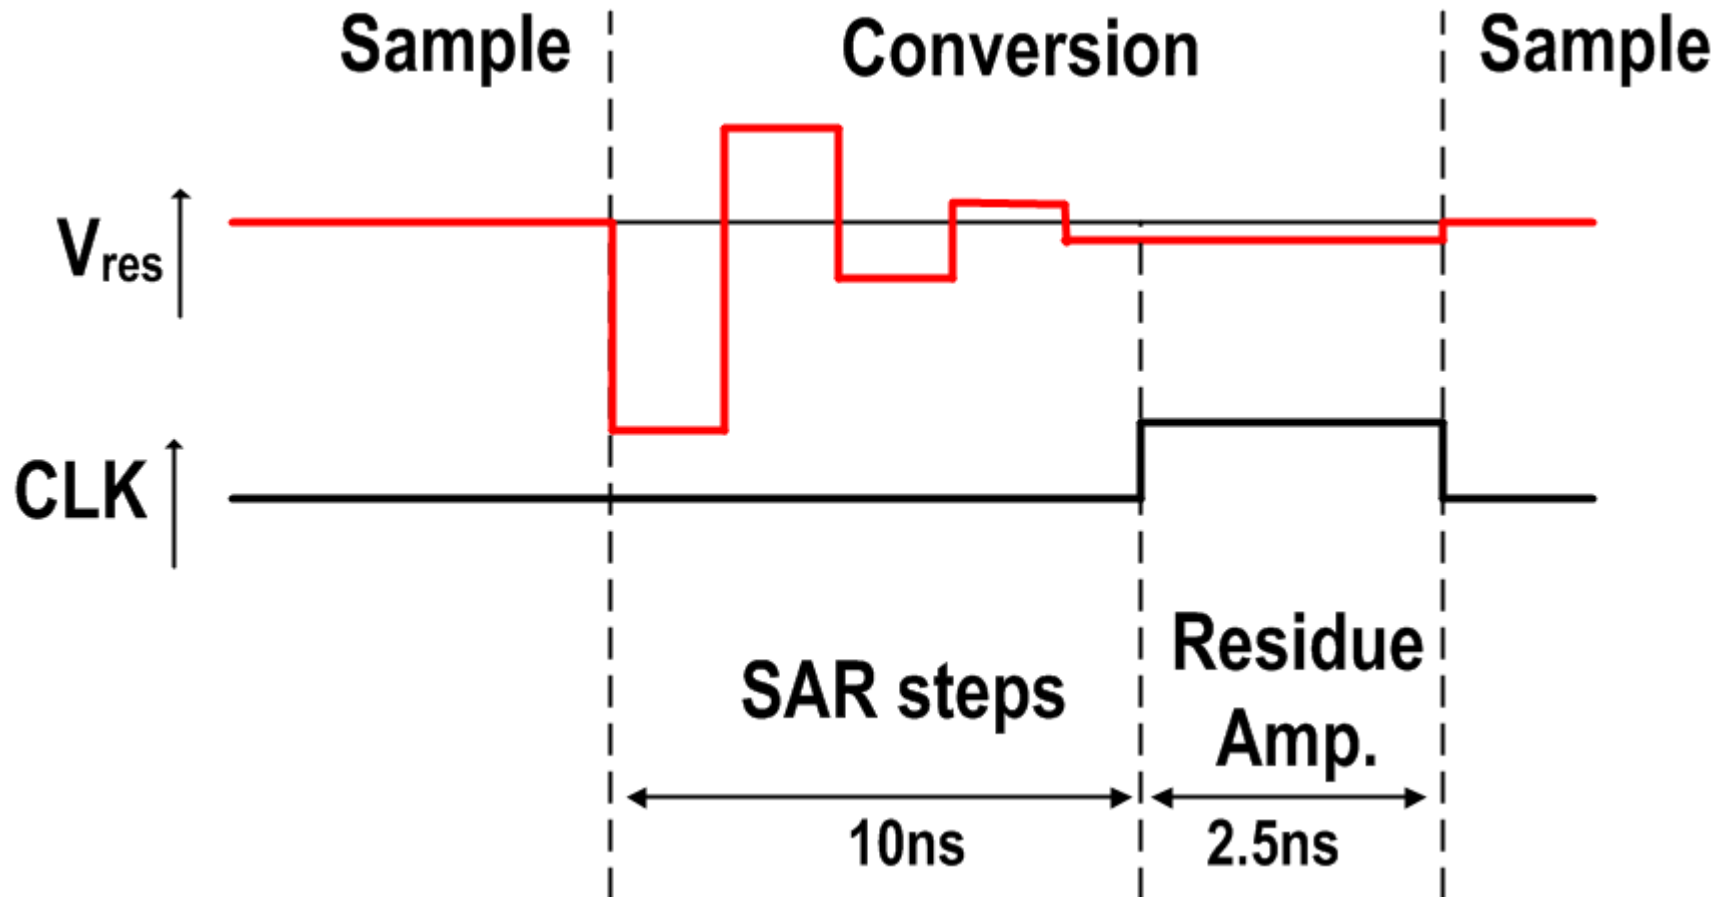 Sample
Conversion
Sample
Vres
CLK
SAR steps
Residue
Amp.
10ns
2.5ns